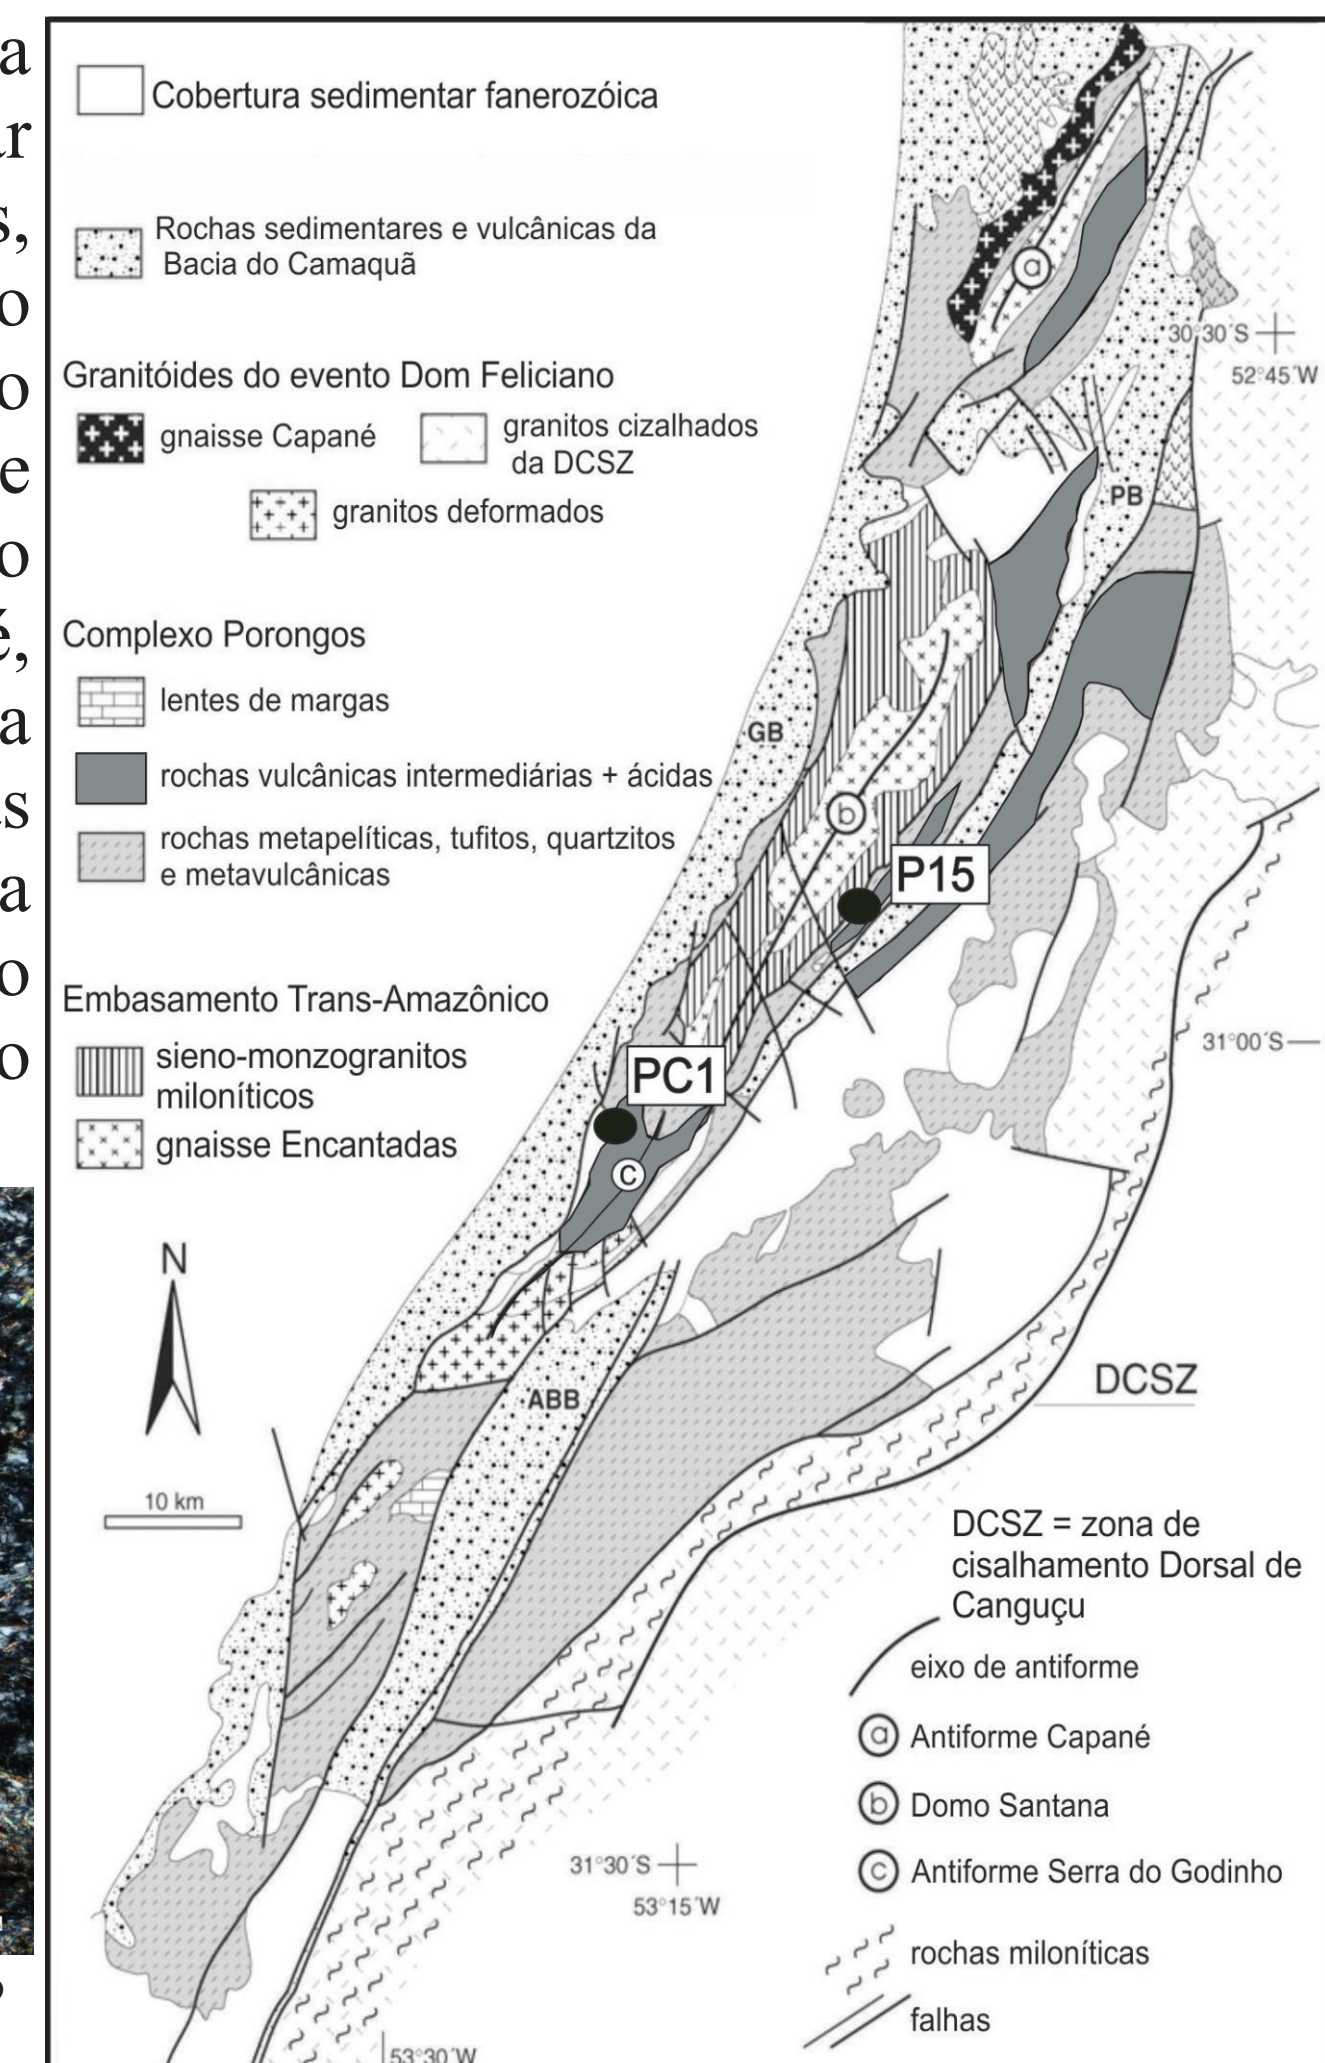 a
ar
s,
o
o
e
o
é,
a
as
a
o
o
Cobertura sedimentar fanerozóica
Rochas sedimentares e vulcânicas da
Bacia do Camaquã
Granitóides do evento Dom Feliciano
gnaisse Capané
granitos cizalhados
da DCSZ
granitos deformados
Complexo Porongos
lentes de margas
rochas vulcânicas intermediárias + ácidas
rochas metapelíticas, tufitos, quartzitos
e metavulcânicas
Embasamento Trans-Amazônico
sieno-monzogranitos
miloníticos
gnaisse Encantadas
N
10 km
a
30°30´S
52°45´W
PB
GB
b
P15
31°00´S
PC1
c
DCSZ
ABB
DCSZ = zona de
cisalhamento Dorsal de
Canguçu
eixo de antiforme
a Antiforme Capané
b Domo Santana
c Antiforme Serra do Godinho
31°30´S
53°15´W
rochas miloníticas
falhas
53°30´W